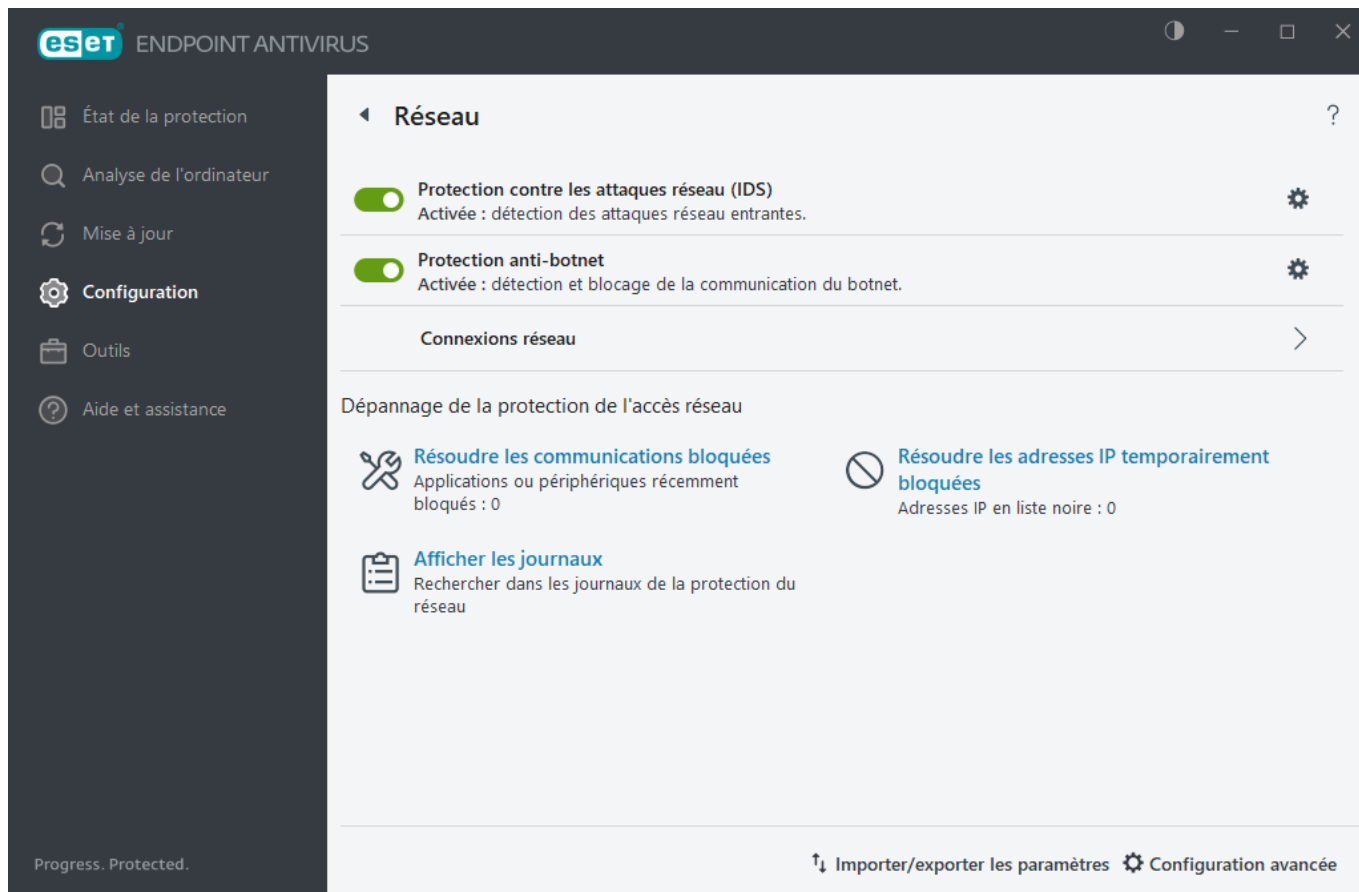 eset ENDPOINT ANTIVIRUS
État de la protection
Analyse de l'ordinateur
Mise à jour
Configuration
Outils
Aide et assistance
Progress. Protected.
Réseau
?
Protection contre les attaques réseau (IDS)
Activée : détection des attaques réseau entrantes.
Protection anti-botnet
Activée : détection et blocage de la communication du botnet.
Connexions réseau
Dépannage de la protection de l'accès réseau
Résoudre les communications bloquées
Applications ou périphériques récemment
bloqués : 0
Résoudre les adresses IP temporairement
bloquées
Adresses IP en liste noire : 0
Afficher les journaux
Rechercher dans les journaux de la protection du
réseau
Importer/exporter les paramètres
Configuration avancée